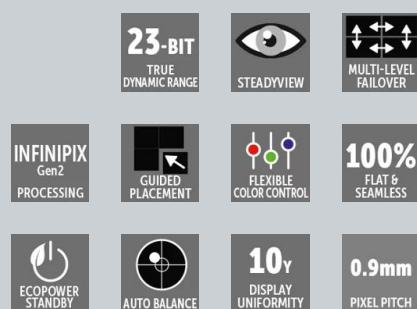 23-BIT
TRUE
DYNAMIC RANGE
STEADYVIEW
MULTI-LEVEL
FAILOVER
INFINIPIX
Gen2
PROCESSING
GUIDED
PLACEMENT
FLEXIBLE
COLOR CONTROL
100%
FLAT &
SEAMLESS
ECOPOWER
STANDBY
AUTO BALANCE
10Y
DISPLAY
UNIFORMITY
0.9mm
PIXEL PITCH